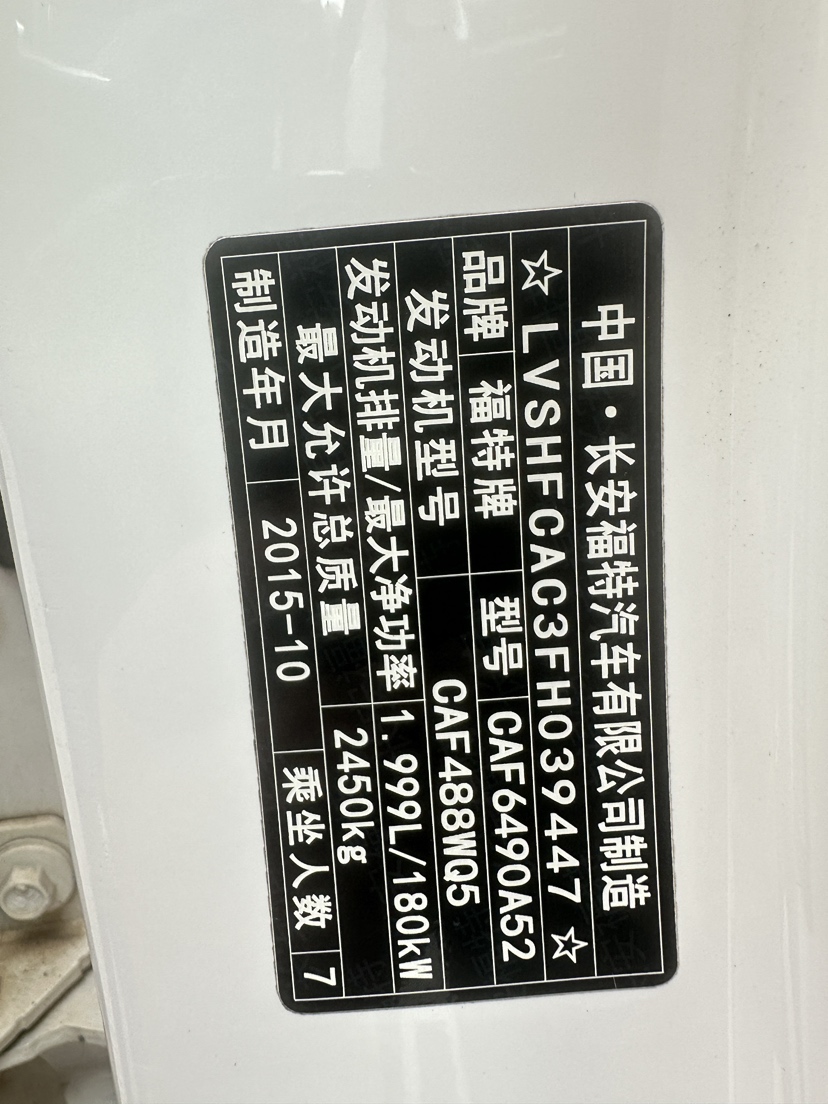 中国·长安福特汽车有限公司制造
☆LVSHFCAC3FH039447☆
品牌 福特牌 型号 CAF6490A52
发动机型号 CAF488WQ5
发动机排量/最大净功率 1.999L/180kW
最大允许总质量 2450kg
制造年月 2015-10 乘坐人数 7